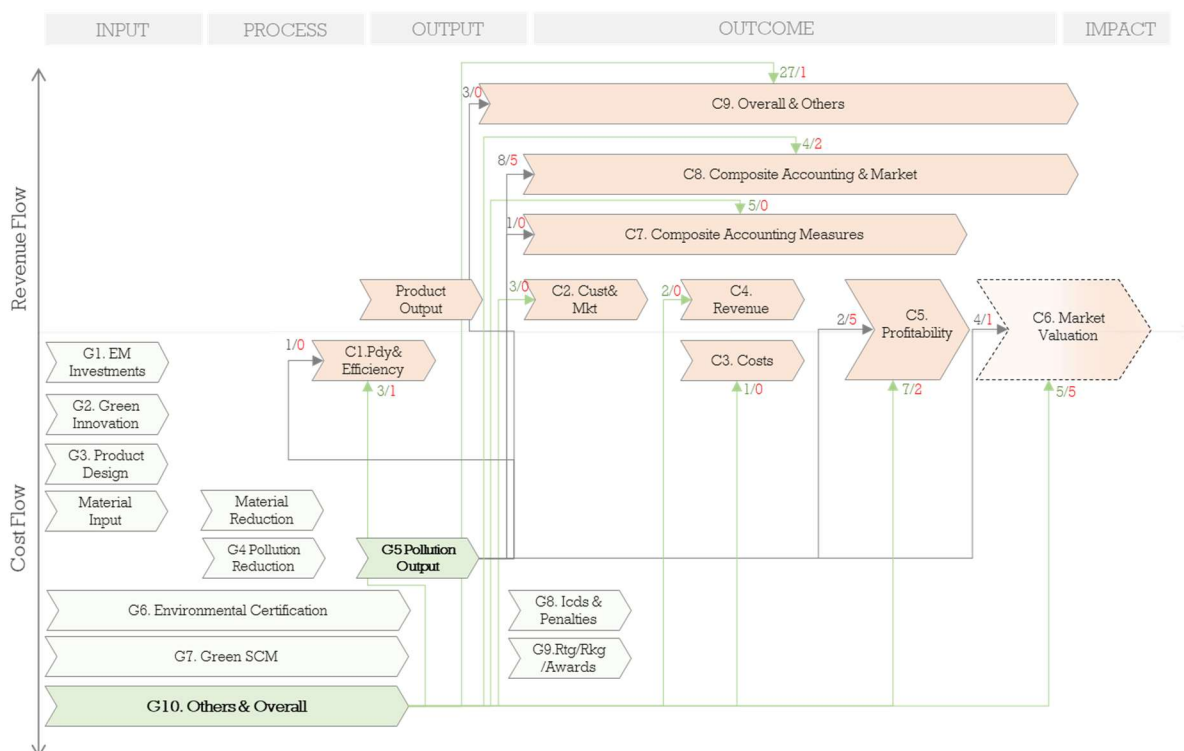 INPUT
PROCESS
OUTPUT
OUTCOME
IMPACT
27/1
3/0
C9. Overall & Others
4/2
8/5
C8. Composite Accounting & Market
5/0
1/0
C7. Composite Accounting Measures
Revenue Flow
Product
Output
3/0
C2. Cust&
Mkt
2/0
C4.
Revenue
2/5
C5.
Profitability
4/1
C6. Market
Valuation
G1. EM
Investments
1/0
C1.Pdy&
Efficiency
3/1
C3. Costs
1/0
7/2
5/5
G2. Green
Innovation
G3. Product
Design
Material
Input
Material
Reduction
Cost Flow
G4 Pollution
Reduction
G5 Pollution
Output
G6. Environmental Certification
G8. Icds &
Penalties
G7. Green SCM
G9.Rtg/Rkg
/Awards
G10. Others & Overall